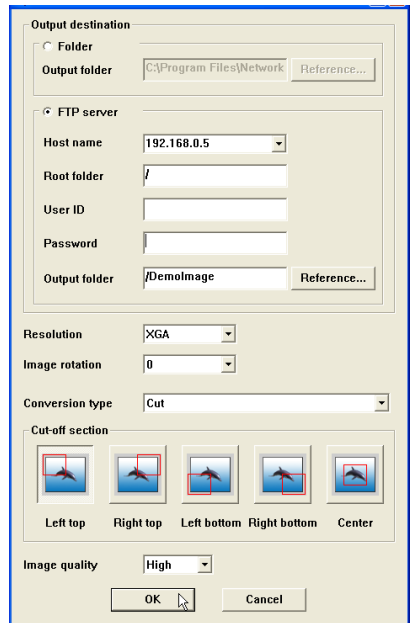 Output destination
Folder
Output folder C:\Program Files\Network Reference...
FTP server
Host name 192.168.0.5
Root folder /
User ID
Password
Output folder /DemoImage Reference...
Resolution XGA
Image rotation 0
Conversion type Cut
Cut-off section
Left top Right top Left bottom Right bottom Center
Image quality High
OK Cancel